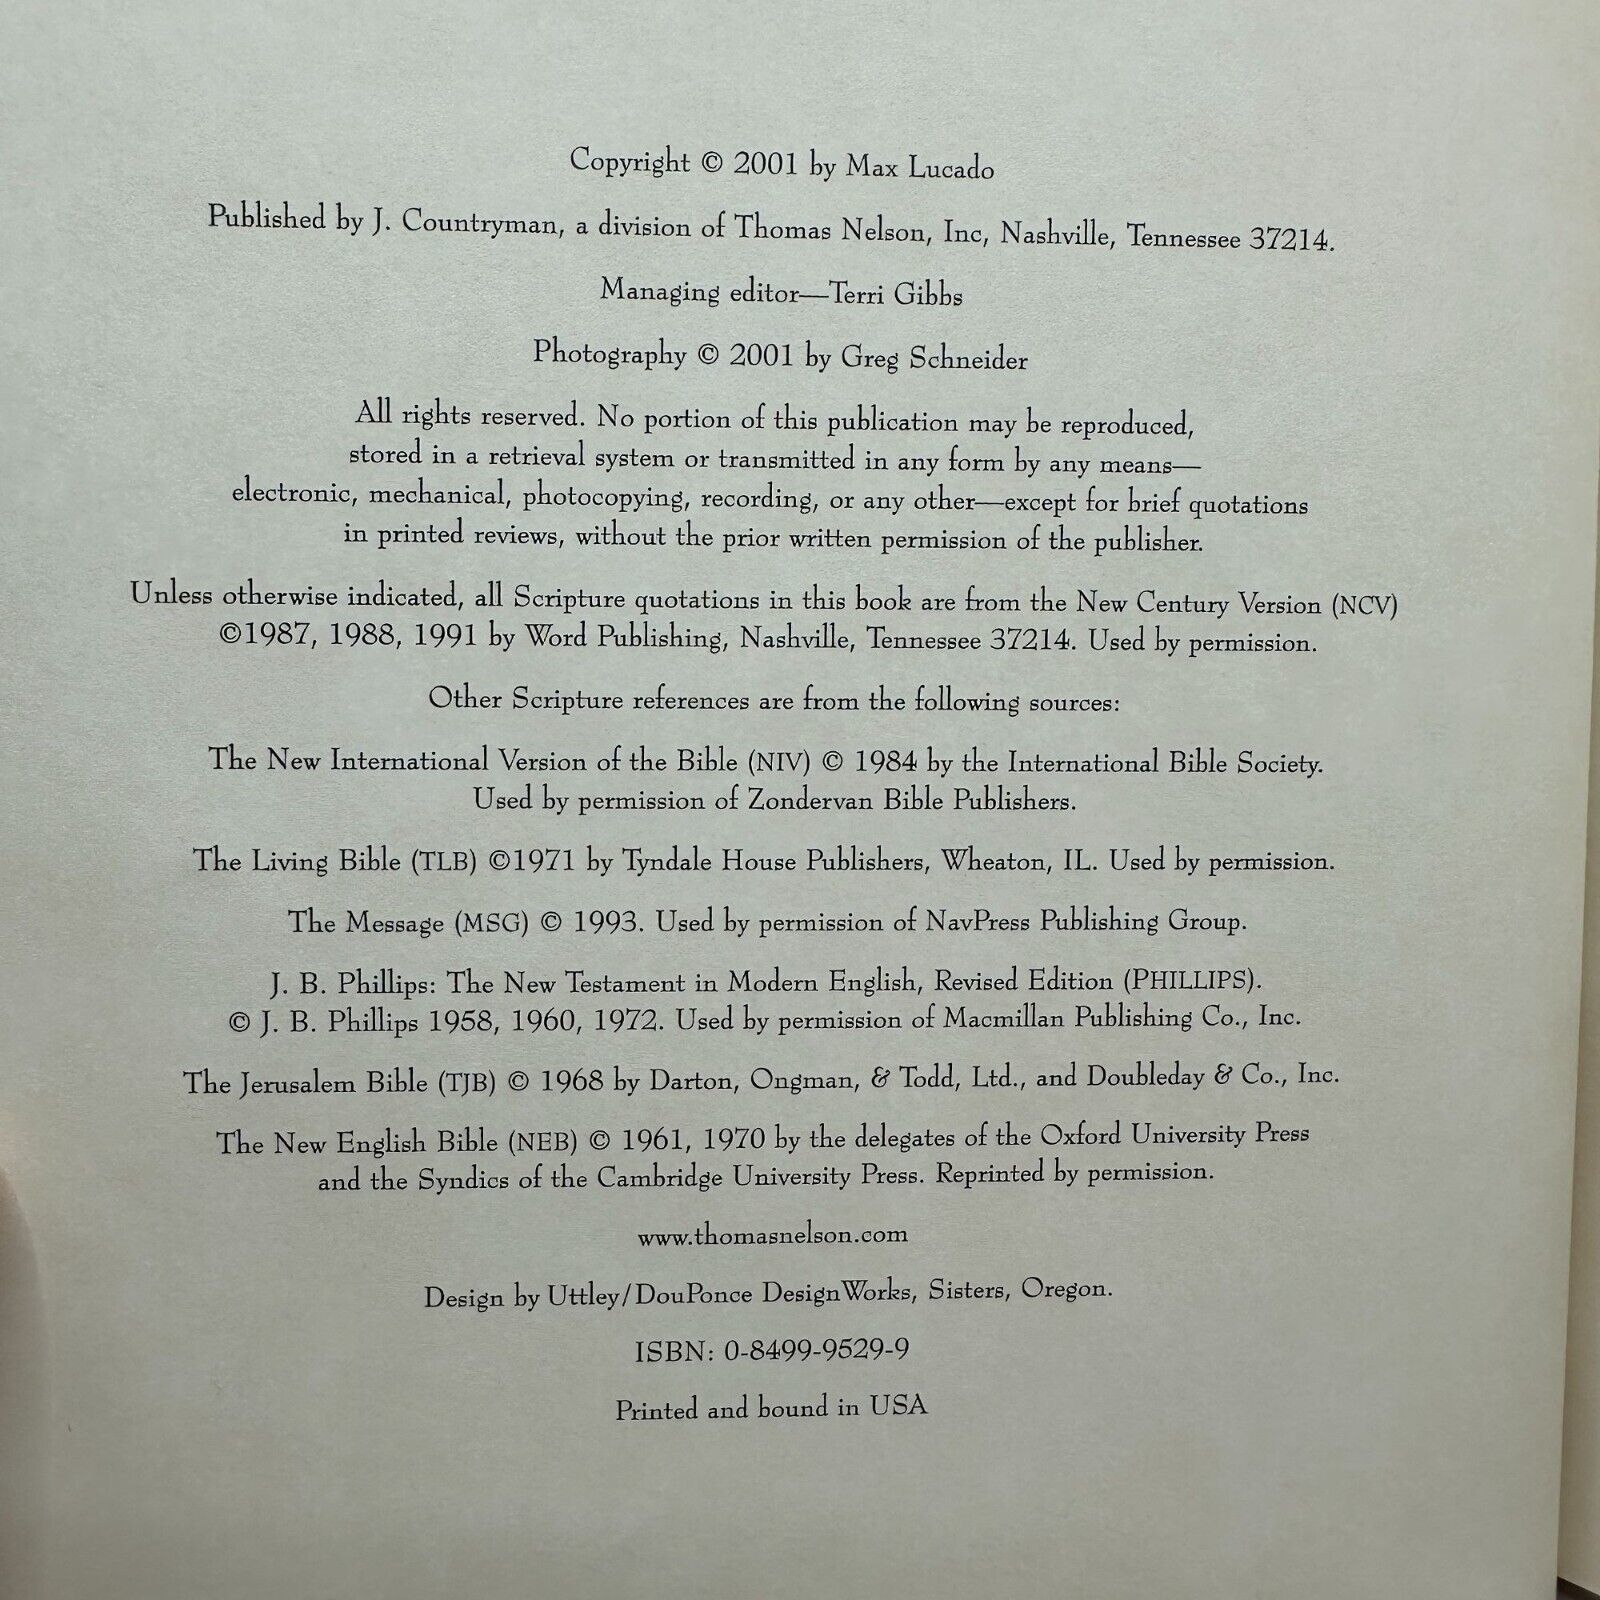 Copyright © 2001 by Max Lucado
Published by J. Countryman, a division of Thomas Nelson, Inc, Nashville, Tennessee 37214.
Managing editor—Terri Gibbs
Photography © 2001 by Greg Schneider
All rights reserved. No portion of this publication may be reproduced,
stored in a retrieval system or transmitted in any form by any means—
electronic, mechanical, photocopying, recording, or any other—except for brief quotations
in printed reviews, without the prior written permission of the publisher.
Unless otherwise indicated, all Scripture quotations in this book are from the New Century Version (NCV)
©1987, 1988, 1991 by Word Publishing, Nashville, Tennessee 37214. Used by permission.
Other Scripture references are from the following sources:
The New International Version of the Bible (NIV) © 1984 by the International Bible Society.
Used by permission of Zondervan Bible Publishers.
The Living Bible (TLB) ©1971 by Tyndale House Publishers, Wheaton, IL. Used by permission.
The Message (MSG) © 1993. Used by permission of NavPress Publishing Group.
J. B. Phillips: The New Testament in Modern English, Revised Edition (PHILLIPS).
© J. B. Phillips 1958, 1960, 1972. Used by permission of Macmillan Publishing Co., Inc.
The Jerusalem Bible (TJB) © 1968 by Darton, Ongman, & Todd, Ltd., and Doubleday & Co., Inc.
The New English Bible (NEB) © 1961, 1970 by the delegates of the Oxford University Press
and the Syndics of the Cambridge University Press. Reprinted by permission.
www.thomasnelson.com
Design by Uttley/DouPonce DesignWorks, Sisters, Oregon.
ISBN: 0-8499-9529-9
Printed and bound in USA